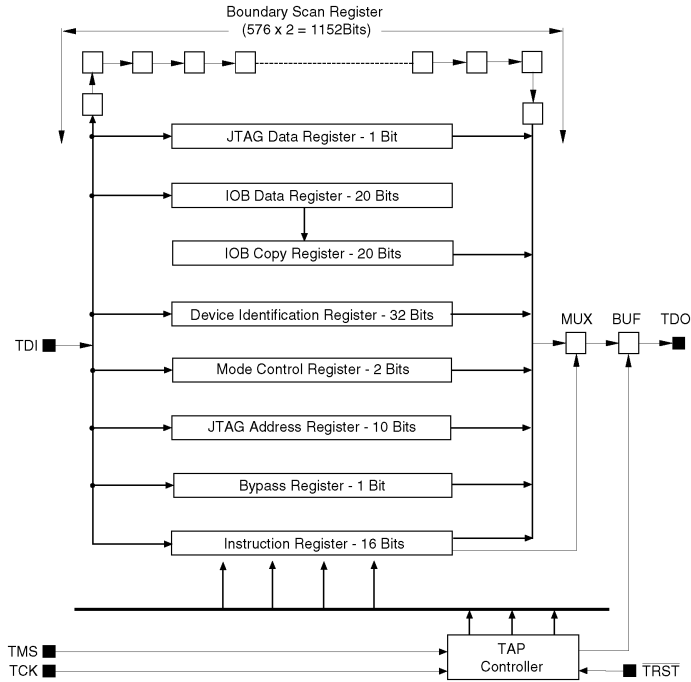 Boundary Scan Register
(576 x 2 = 1152Bits)
JTAG Data Register - 1 Bit
IOB Data Register - 20 Bits
IOB Copy Register - 20 Bits
Device Identification Register - 32 Bits
MUX BUF TDO
TDI
Mode Control Register - 2 Bits
JTAG Address Register - 10 Bits
Bypass Register - 1 Bit
Instruction Register - 16 Bits
TMS
TCK
TAP
Controller
TRST